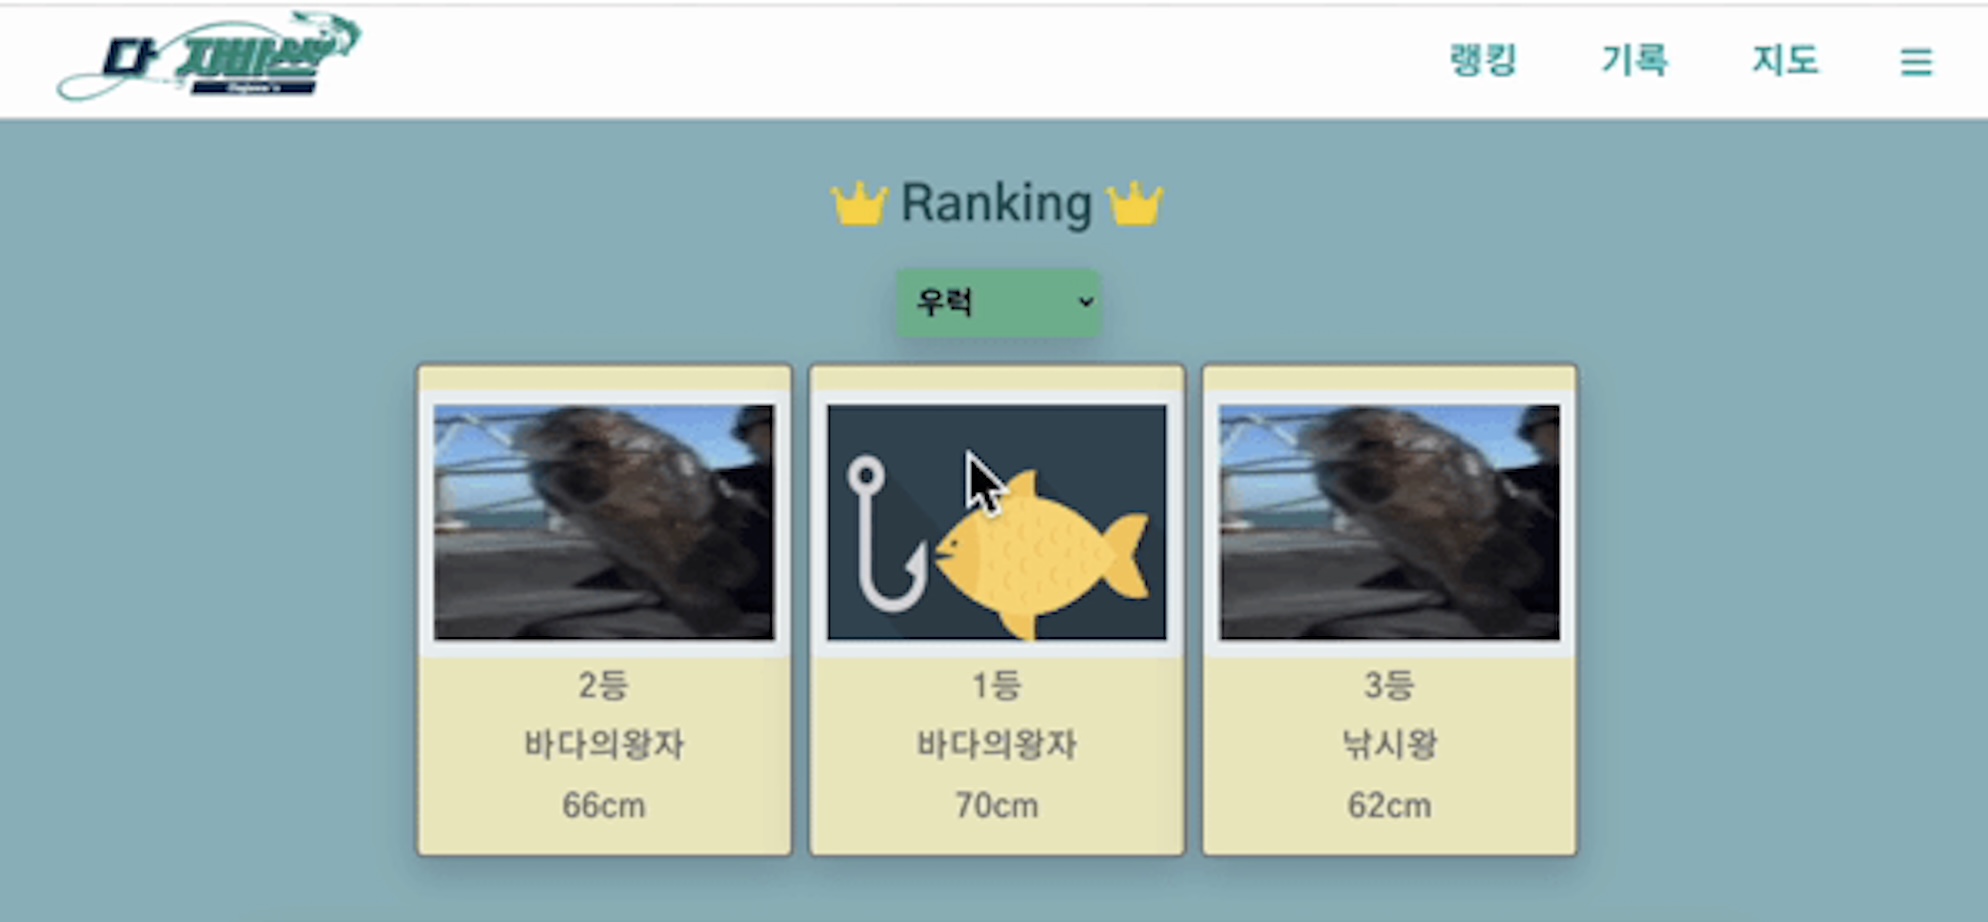 다 자바쓰
랭킹 기록 지도
Ranking
우럭
2등
바다의왕자
66cm
1등
바다의왕자
70cm
3등
낚시왕
62cm